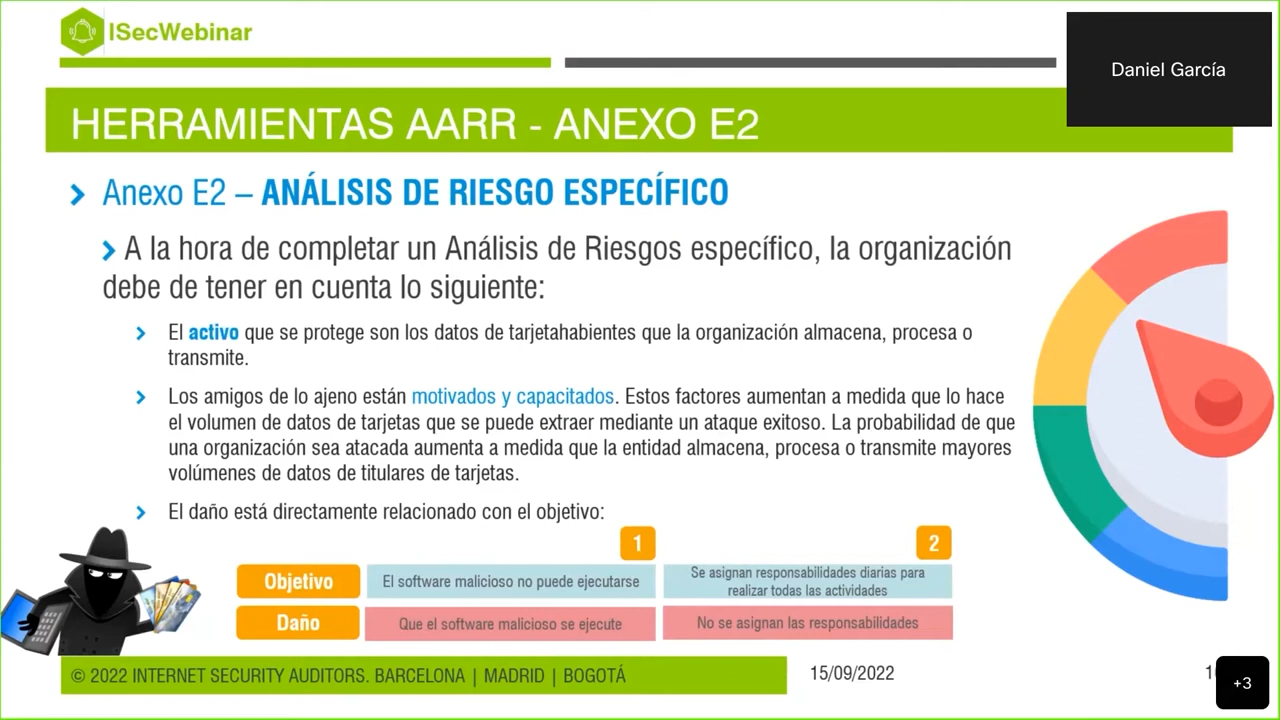 ISecWebinar
Daniel García
HERRAMIENTAS AARR - ANEXO E2
Anexo E2 – ANÁLISIS DE RIESGO ESPECÍFICO
A la hora de completar un Análisis de Riesgos específico, la organización
debe de tener en cuenta lo siguiente:
El activo que se protege son los datos de tarjetahabientes que la organización almacena, procesa o
transmite.
Los amigos de lo ajeno están motivados y capacitados. Estos factores aumentan a medida que lo hace
el volumen de datos de tarjetas que se puede extraer mediante un ataque exitoso. La probabilidad de que
una organización sea atacada aumenta a medida que la entidad almacena, procesa o transmite mayores
volúmenes de datos de titulares de tarjetas.
El daño está directamente relacionado con el objetivo:
1
2
Objetivo
El software malicioso no puede ejecutarse
Se asignan responsabilidades diarias para
realizar todas las actividades
Daño
Que el software malicioso se ejecute
No se asignan las responsabilidades
© 2022 INTERNET SECURITY AUDITORS. BARCELONA | MADRID | BOGOTÁ
15/09/2022
+3